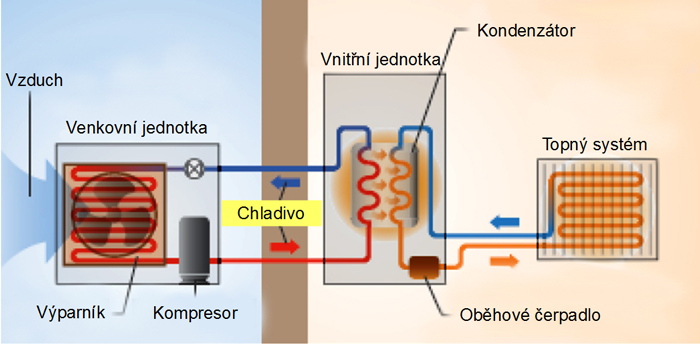 Kondenzátor
Vnitřní jednotka
Vzduch
Venkovní jednotka
Topný systém
Chladivo
Výparník
Kompresor
Oběhové čerpadlo